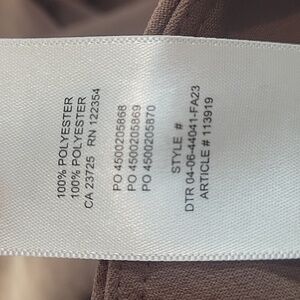 100% POLYESTER
100% POLYESTER
CA 23725 RN 122354
PO 4500205868
PO 4500205869
PO 4500205870
STYLE #
DTR 04-06-44041-FA23
ARTICLE # 113919